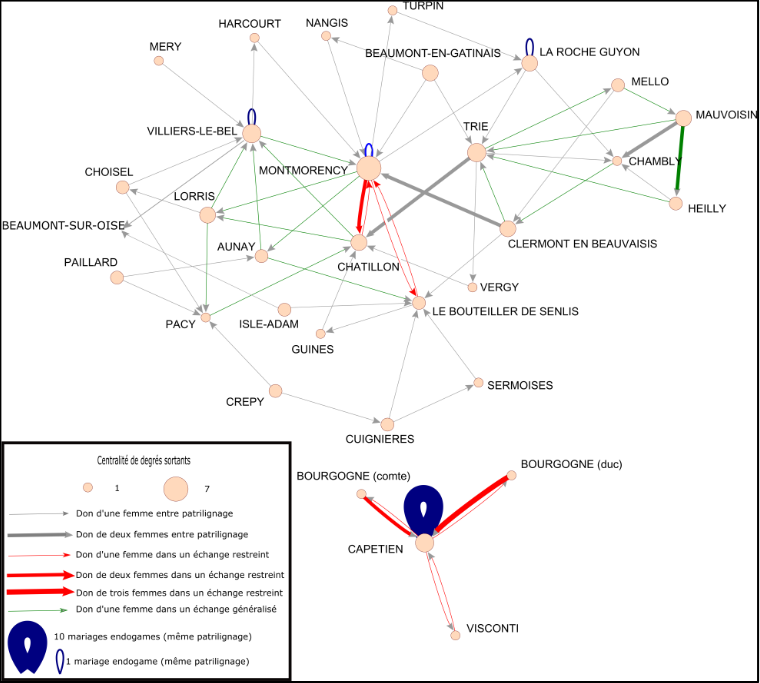 TURPIN
HARCOURT
NANGIS
MERY
BEAUMONT-EN-GATINAIS
LA ROCHE GUYON
MELLO
MAUVOISIN
TRIE
VILLIERS-LE-BEL
MONTMORENCY
CHAMBLY
CHOISEL
LORRIS
HEILLY
BEAUMONT-SUR-OISE
CLERMONT EN BEAUVAISIS
AUNAY
PAILLARD
CHATILLON
VERGY
LE BOUTEILLER DE SENLIS
PACY
ISLE-ADAM
GUINES
SERMOISES
CREPY
CUIGNIERES
BOURGOGNE (duc)
BOURGOGNE (comte)
CAPETIEN
VISCONTI
Centralité de degrés sortants
1 7
Don d'une femme entre patrilignage
Don de deux femmes entre patrilignage
Don d'une femme dans un échange restreint
Don de deux femmes dans un échange restreint
Don de trois femmes dans un échange restreint
Don d'une femme dans un échange généralisé
10 mariages endogames (même patrilignage)
1 mariage endogame (même patrilignage)